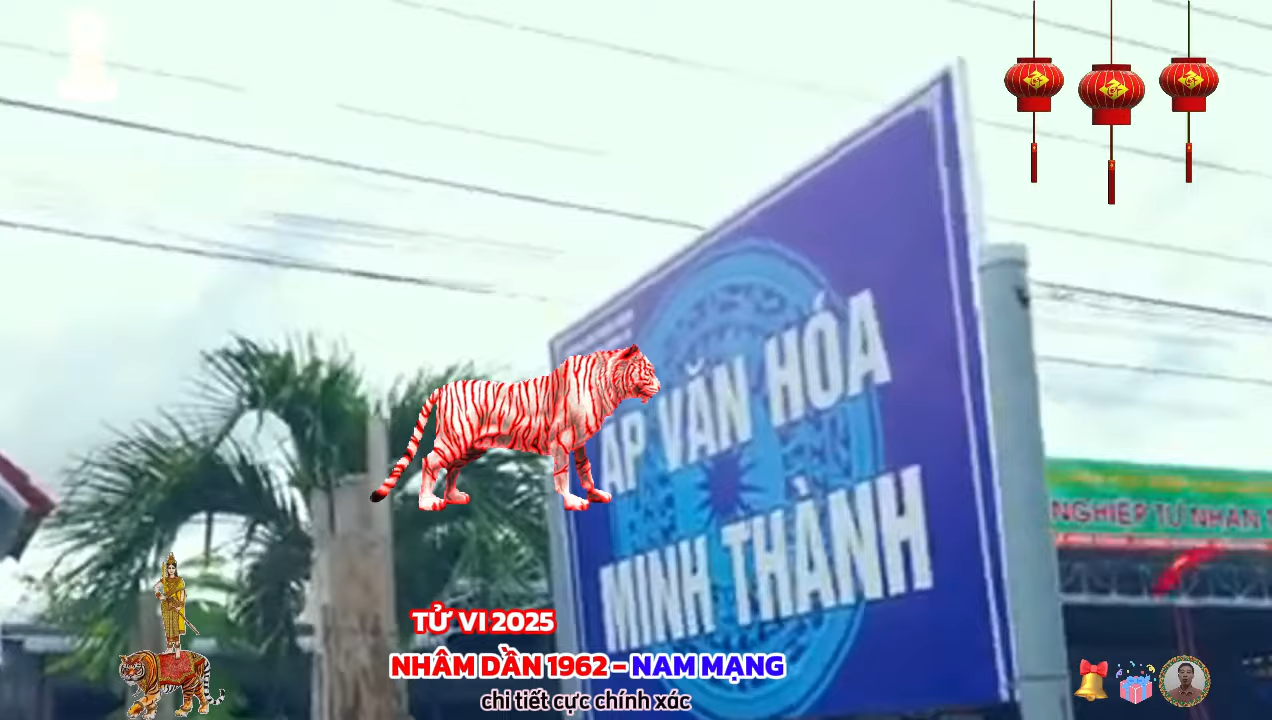 ẤP VĂN HÓA
MINH THÀNH
NGHIỆP TƯ NHÂN
TỬ VI 2025
NHÂM DẦN 1962 – NAM MẠNG
chi tiết cực chính xác